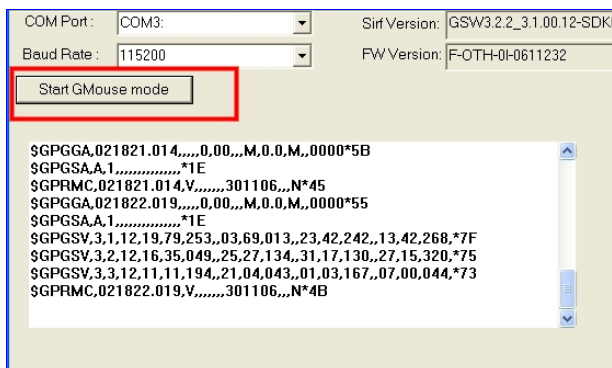 COM Port: COM3: Sirf Version: GSW3.2.2_3.1.00.12-SDK
Baud Rate: 115200 FW Version: F-OTH-0I-0611232
Start GMouse mode
$GPGGA,021821.014,,,,,0,00,,,M,0.0,M,,0000*5B
$GPGSA,A,1,,,,,,,,,,,,,,,*1E
$GPRMC,021821.014,V,,,,,,,301106,,,N*45
$GPGGA,021822.019,,,,,0,00,,,M,0.0,M,,0000*55
$GPGSA,A,1,,,,,,,,,,,,,,,*1E
$GPGSV,3,1,12,19,79,253,,03,69,013,,23,42,242,,13,42,268,*7F
$GPGSV,3,2,12,16,35,049,,25,27,134,,31,17,130,,27,15,320,*75
$GPGSV,3,3,12,11,11,194,,21,04,043,,01,03,167,,07,00,044,*73
$GPRMC,021822.019,V,,,,,,,301106,,,N*4B